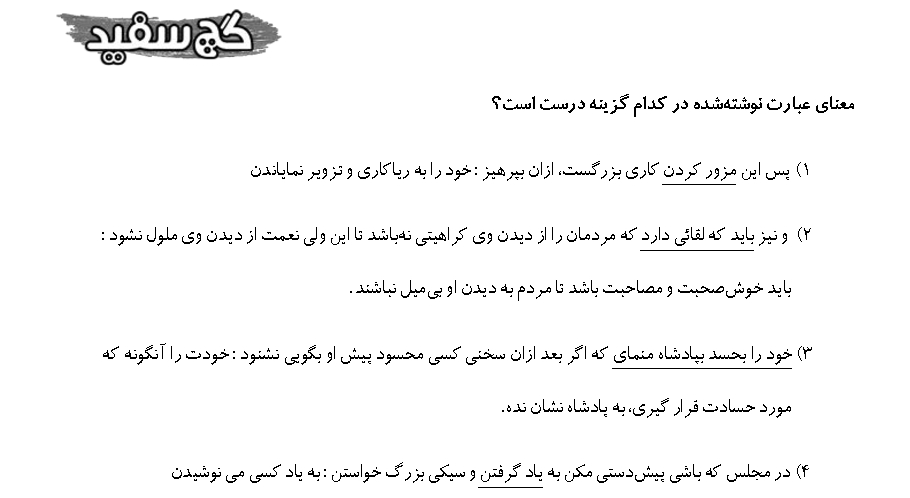 گچ سفید
معنای عبارت نوشته‌شده در کدام گزینه درست است؟
۱) پس این مزور کردن کاری بزرگست، ازان بپرهیز : خود را به ریاکاری و تزویر نمایاندن
۲) و نیز باید که لقائی دارد که مردمان را از دیدن وی کراهیتی نه‌باشد تا این ولی نعمت از دیدن وی ملول نشود :
باید خوش‌صحبت و مصاحبت باشد تا مردم به دیدن او بی‌میل نباشند.
۳) خود را بحسد بپادشاه منمای که اگر بعد ازان سخنی کسی محسود پیش او بگویی نشنود : خودت را آنگونه که
مورد حسادت قرار گیری، به پادشاه نشان نده.
۴) در مجلس که باشی پیش‌دستی مکن به یاد گرفتن و سیکی بزرگ خواستن : به یاد کسی می نوشیدن